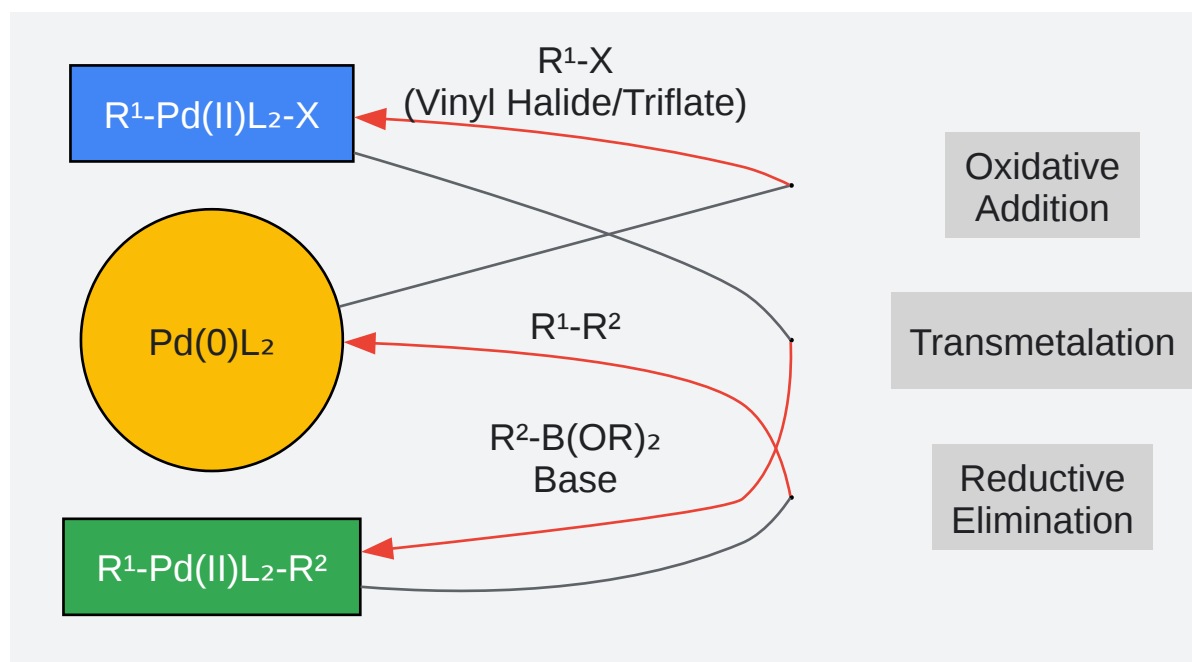 R¹-X
(Vinyl Halide/Triflate)
R¹-Pd(II)L₂-X
Oxidative
Addition
Pd(0)L₂
R¹-R²
Transmetalation
R²-B(OR)₂
Base
Reductive
Elimination
R¹-Pd(II)L₂-R²